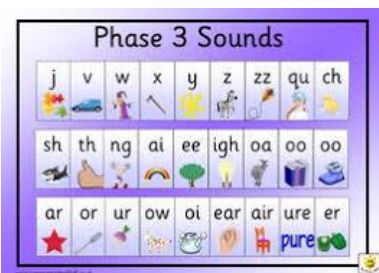 Phase 3 Sounds
j v w x y z zz qu ch
sh th ng ai ee igh oa oo oo
ar or ur ow oi ear air ure er
pure